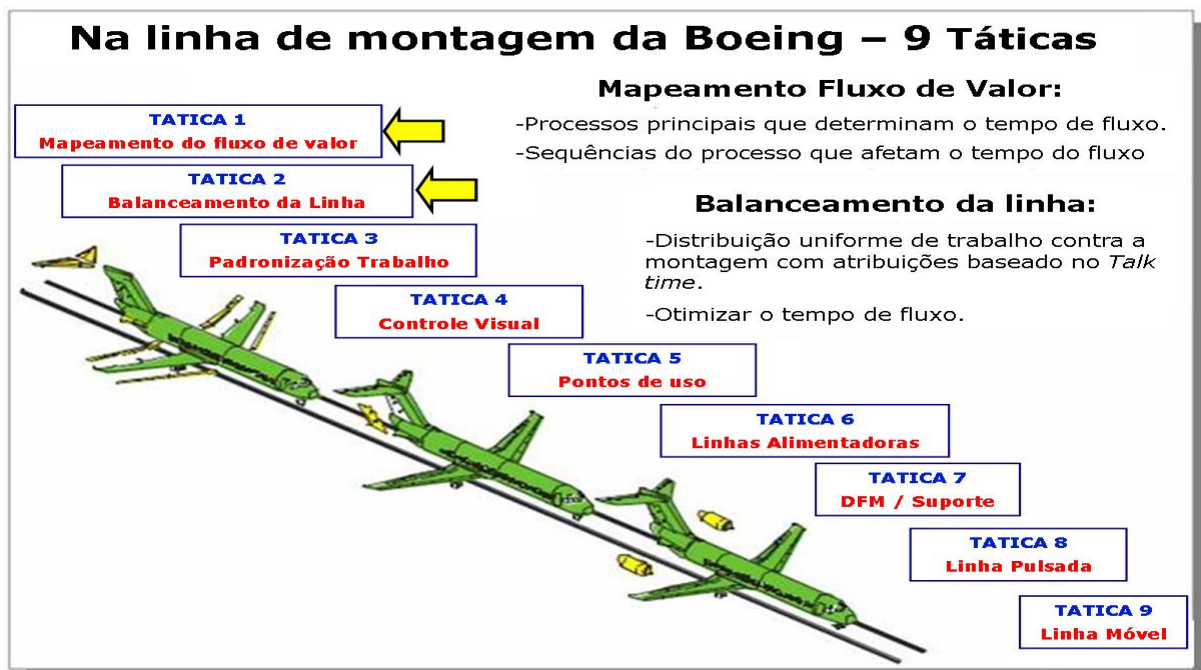 Na linha de montagem da Boeing – 9 Táticas
Mapeamento Fluxo de Valor:
-Processos principais que determinam o tempo de fluxo.
-Sequências do processo que afetam o tempo do fluxo
Balanceamento da linha:
-Distribuição uniforme de trabalho contra a
montagem com atribuições baseado no Talk
time.
-Otimizar o tempo de fluxo.
TATICA 1
Mapeamento do fluxo de valor
TATICA 2
Balanceamento da Linha
TATICA 3
Padronização Trabalho
TATICA 4
Controle Visual
TATICA 5
Pontos de uso
TATICA 6
Linhas Alimentadoras
TATICA 7
DFM / Suporte
TATICA 8
Linha Pulsada
TATICA 9
Linha Móvel